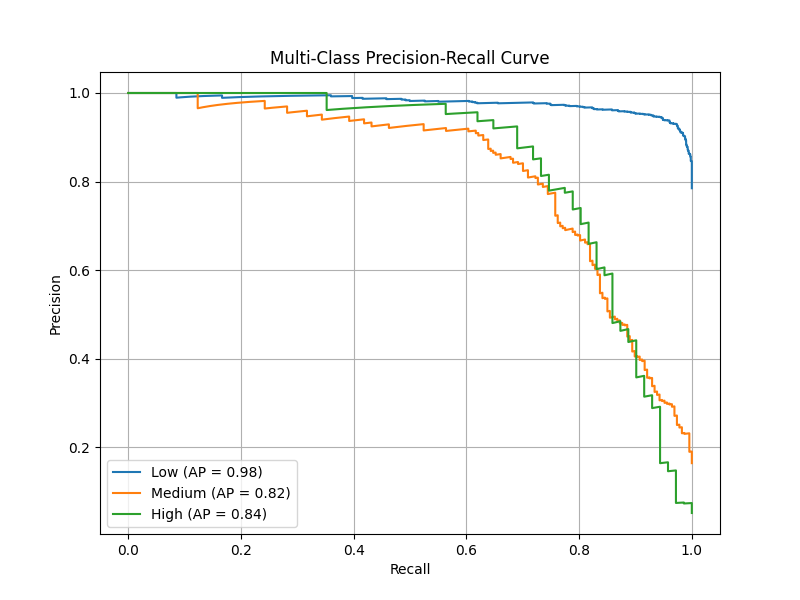 Multi-Class Precision-Recall Curve
1.0
0.8
0.6
0.4
0.2
Precision
Low (AP = 0.98)
Medium (AP = 0.82)
High (AP = 0.84)
0.0 0.2 0.4 0.6 0.8 1.0
Recall